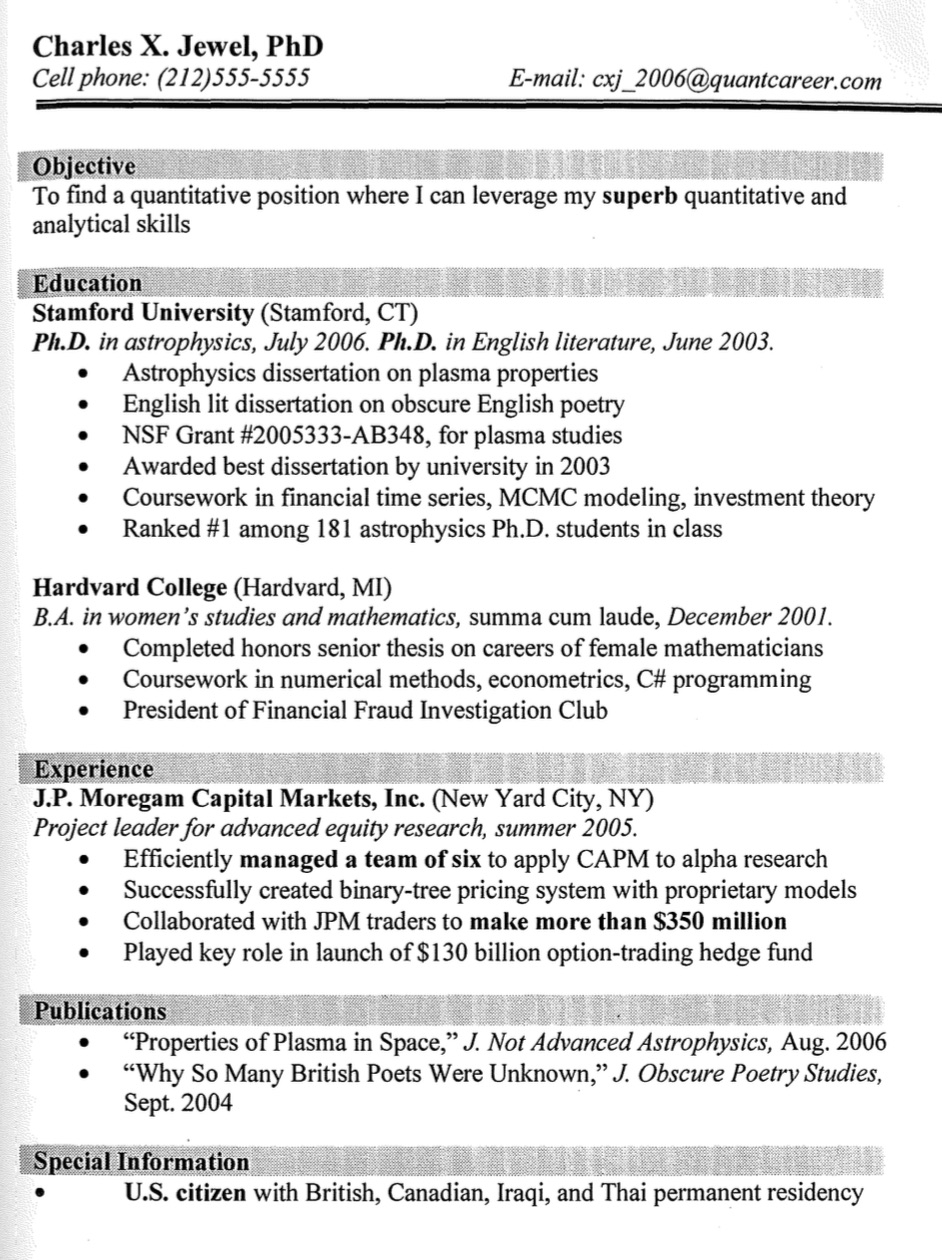 Charles X. Jewel, PhD
Cell phone: (212)555-5555 E-mail: cxj_2006@quantcareer.com
Objective
To find a quantitative position where I can leverage my superb quantitative and
analytical skills
Education
Stamford University (Stamford, CT)
Ph.D. in astrophysics, July 2006. Ph.D. in English literature, June 2003.
• Astrophysics dissertation on plasma properties
• English lit dissertation on obscure English poetry
• NSF Grant #2005333-AB348, for plasma studies
• Awarded best dissertation by university in 2003
• Coursework in financial time series, MCMC modeling, investment theory
• Ranked #1 among 181 astrophysics Ph.D. students in class
Hardvard College (Hardvard, MI)
B.A. in women's studies and mathematics, summa cum laude, December 2001.
• Completed honors senior thesis on careers of female mathematicians
• Coursework in numerical methods, econometrics, C# programming
• President of Financial Fraud Investigation Club
Experience
J.P. Moregam Capital Markets, Inc. (New Yard City, NY)
Project leader for advanced equity research, summer 2005.
• Efficiently managed a team of six to apply CAPM to alpha research
• Successfully created binary-tree pricing system with proprietary models
• Collaborated with JPM traders to make more than $350 million
• Played key role in launch of $130 billion option-trading hedge fund
Publications
• “Properties of Plasma in Space,” J. Not Advanced Astrophysics, Aug. 2006
• “Why So Many British Poets Were Unknown,” J. Obscure Poetry Studies,
Sept. 2004
Special Information
• U.S. citizen with British, Canadian, Iraqi, and Thai permanent residency